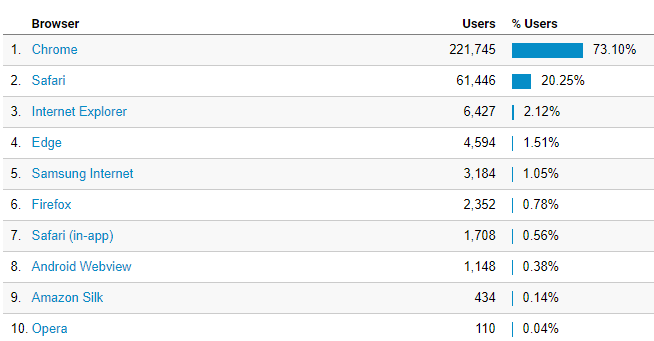 Browser Users % Users
1. Chrome 221,745 73.10%
2. Safari 61,446 20.25%
3. Internet Explorer 6,427 2.12%
4. Edge 4,594 1.51%
5. Samsung Internet 3,184 1.05%
6. Firefox 2,352 0.78%
7. Safari (in-app) 1,708 0.56%
8. Android Webview 1,148 0.38%
9. Amazon Silk 434 0.14%
10. Opera 110 0.04%